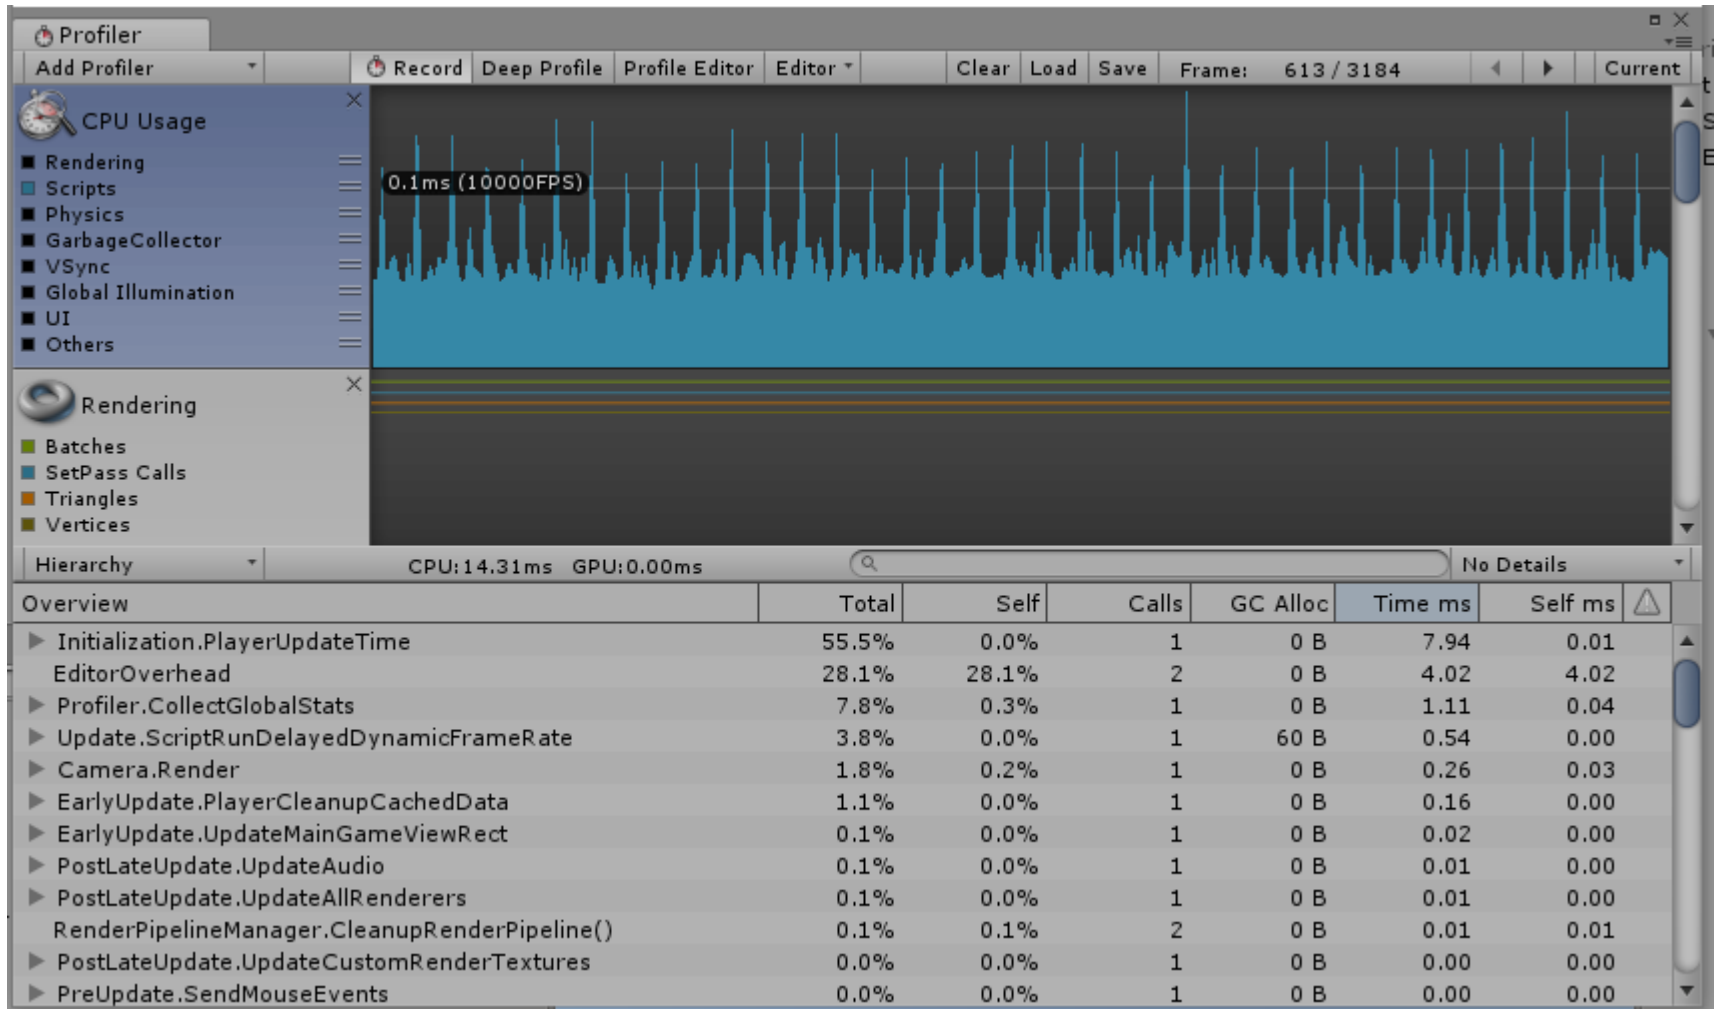 Profiler
Add Profiler Record Deep Profile Profile Editor Editor Clear Load Save Frame: 613 / 3184 Current
CPU Usage
Rendering
Scripts
Physics
GarbageCollector
VSync
Global Illumination
UI
Others
0.1ms (10000FPS)
Rendering
Batches
SetPass Calls
Triangles
Vertices
Hierarchy CPU:14.31ms GPU:0.00ms No Details
Overview Total Self Calls GC Alloc Time ms Self ms
Initialization.PlayerUpdateTime 55.5% 0.0% 1 0 B 7.94 0.01
EditorOverhead 28.1% 28.1% 2 0 B 4.02 4.02
Profiler.CollectGlobalStats 7.8% 0.3% 1 0 B 1.11 0.04
Update.ScriptRunDelayedDynamicFrameRate 3.8% 0.0% 1 60 B 0.54 0.00
Camera.Render 1.8% 0.2% 1 0 B 0.26 0.03
EarlyUpdate.PlayerCleanupCachedData 1.1% 0.0% 1 0 B 0.16 0.00
EarlyUpdate.UpdateMainGameViewRect 0.1% 0.0% 1 0 B 0.02 0.00
PostLateUpdate.UpdateAudio 0.1% 0.0% 1 0 B 0.01 0.00
PostLateUpdate.UpdateAllRenderers 0.1% 0.0% 1 0 B 0.01 0.00
RenderPipelineManager.CleanupRenderPipeline() 0.1% 0.1% 2 0 B 0.01 0.01
PostLateUpdate.UpdateCustomRenderTextures 0.0% 0.0% 1 0 B 0.00 0.00
PreUpdate.SendMouseEvents 0.0% 0.0% 1 0 B 0.00 0.00